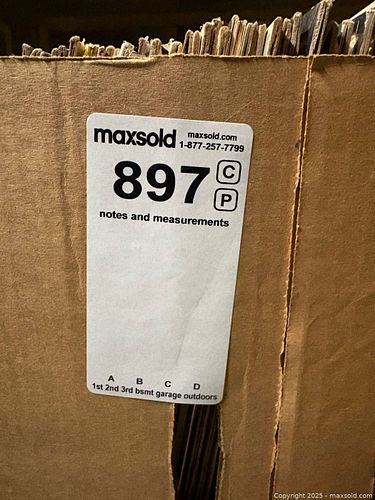 maxsold
maxsold.com
1-877-257-7799
897
C
P
notes and measurements
A B C D
1st 2nd 3rd bsmt garage outdoors
Copyright 2025 - maxsold.com